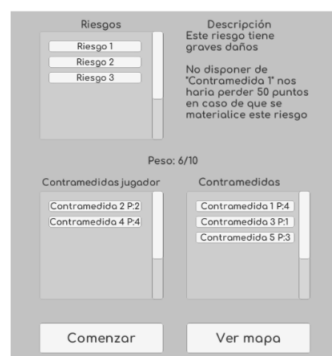 Riesgos
Riesgo 1
Riesgo 2
Riesgo 3
Descripción
Este riesgo tiene
graves daños
No disponer de
"Contramedida 1" nos
haria perder 50 puntos
en caso de que se
materialice este riesgo
Peso: 6/10
Contramedidas jugador
Contramedida 2 P:2
Contramedida 4 P:4
Contramedidas
Contramedida 1 P:4
Contramedida 3 P:1
Contramedida 5 P:3
Comenzar
Ver mapa